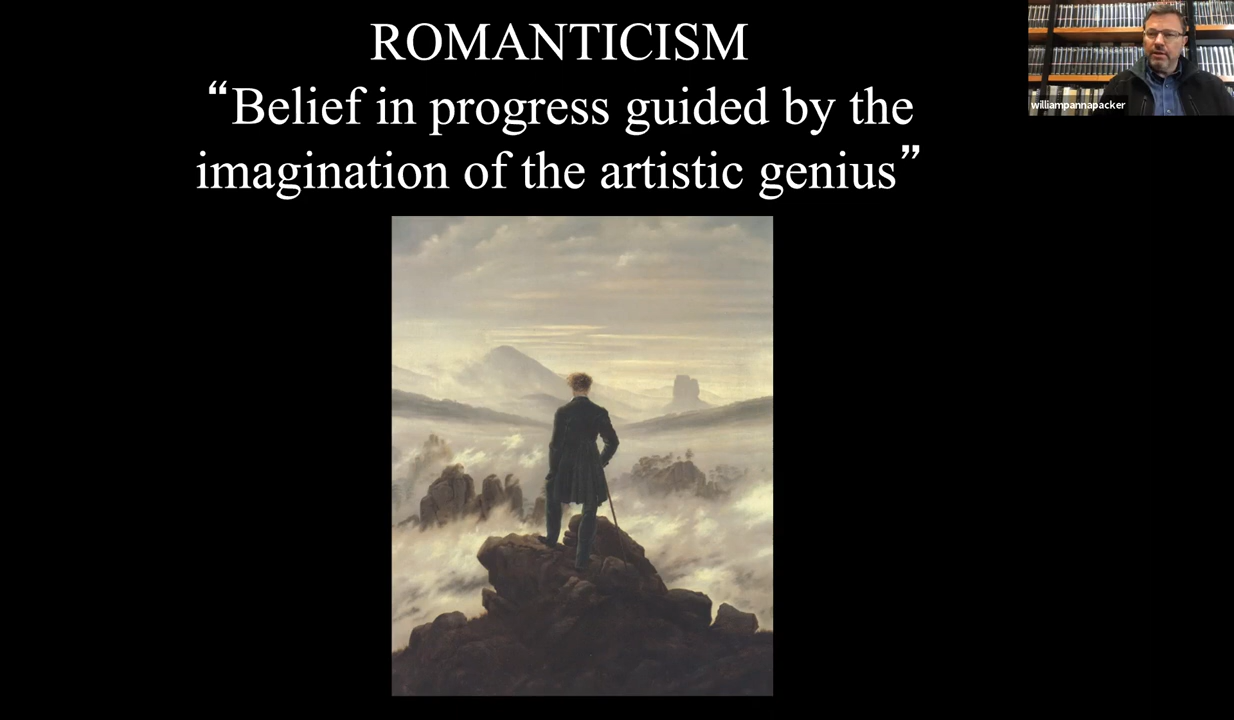 ROMANTICISM
“Belief in progress guided by the
imagination of the artistic genius”
williampannapacker